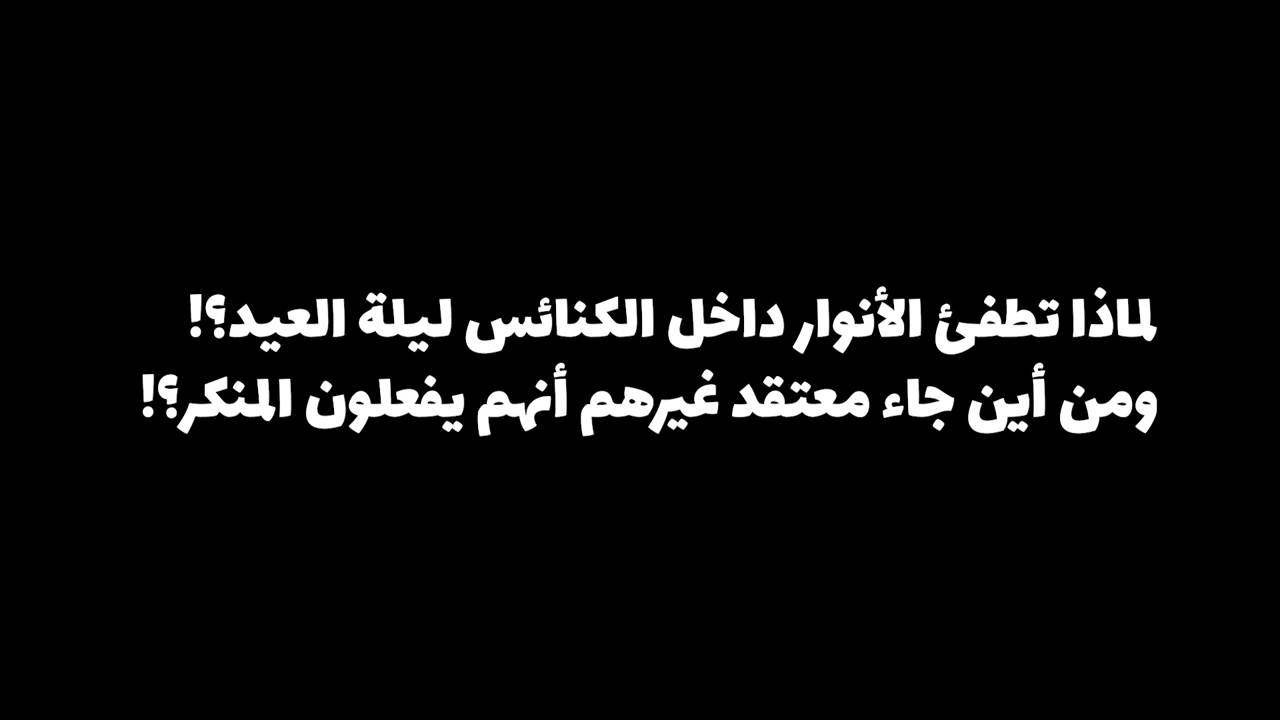 لماذا تطفئ الأنوار داخل الكنائس ليلة العيد؟!
ومن أين جاء معتقد غيرهم أنهم يفعلون المنكر؟!